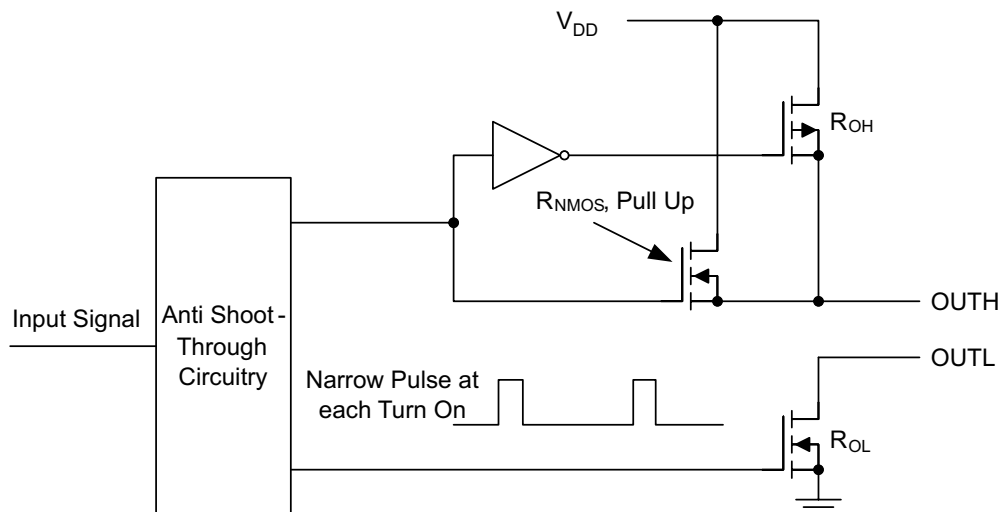 VDD
ROH
RNMOS, Pull Up
Input Signal
Anti Shoot-
Through
Circuitry
OUTH
OUTL
Narrow Pulse at
each Turn On
ROL